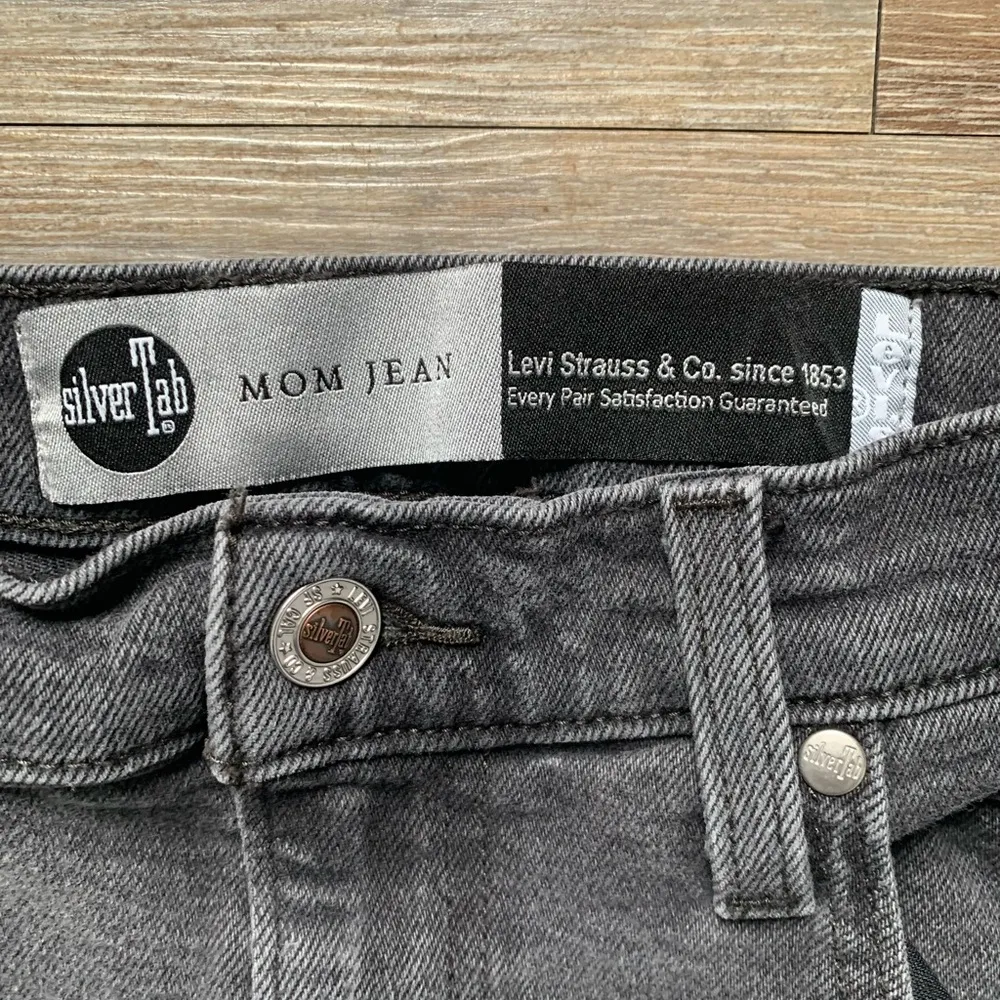 silverTab®
MOM JEAN
Levi Strauss & Co. since 1853
Every Pair Satisfaction Guaranteed
Levi's
®
LEVI STRAUSS & CO. ★ SF CAL ★
silverTab
silverTab